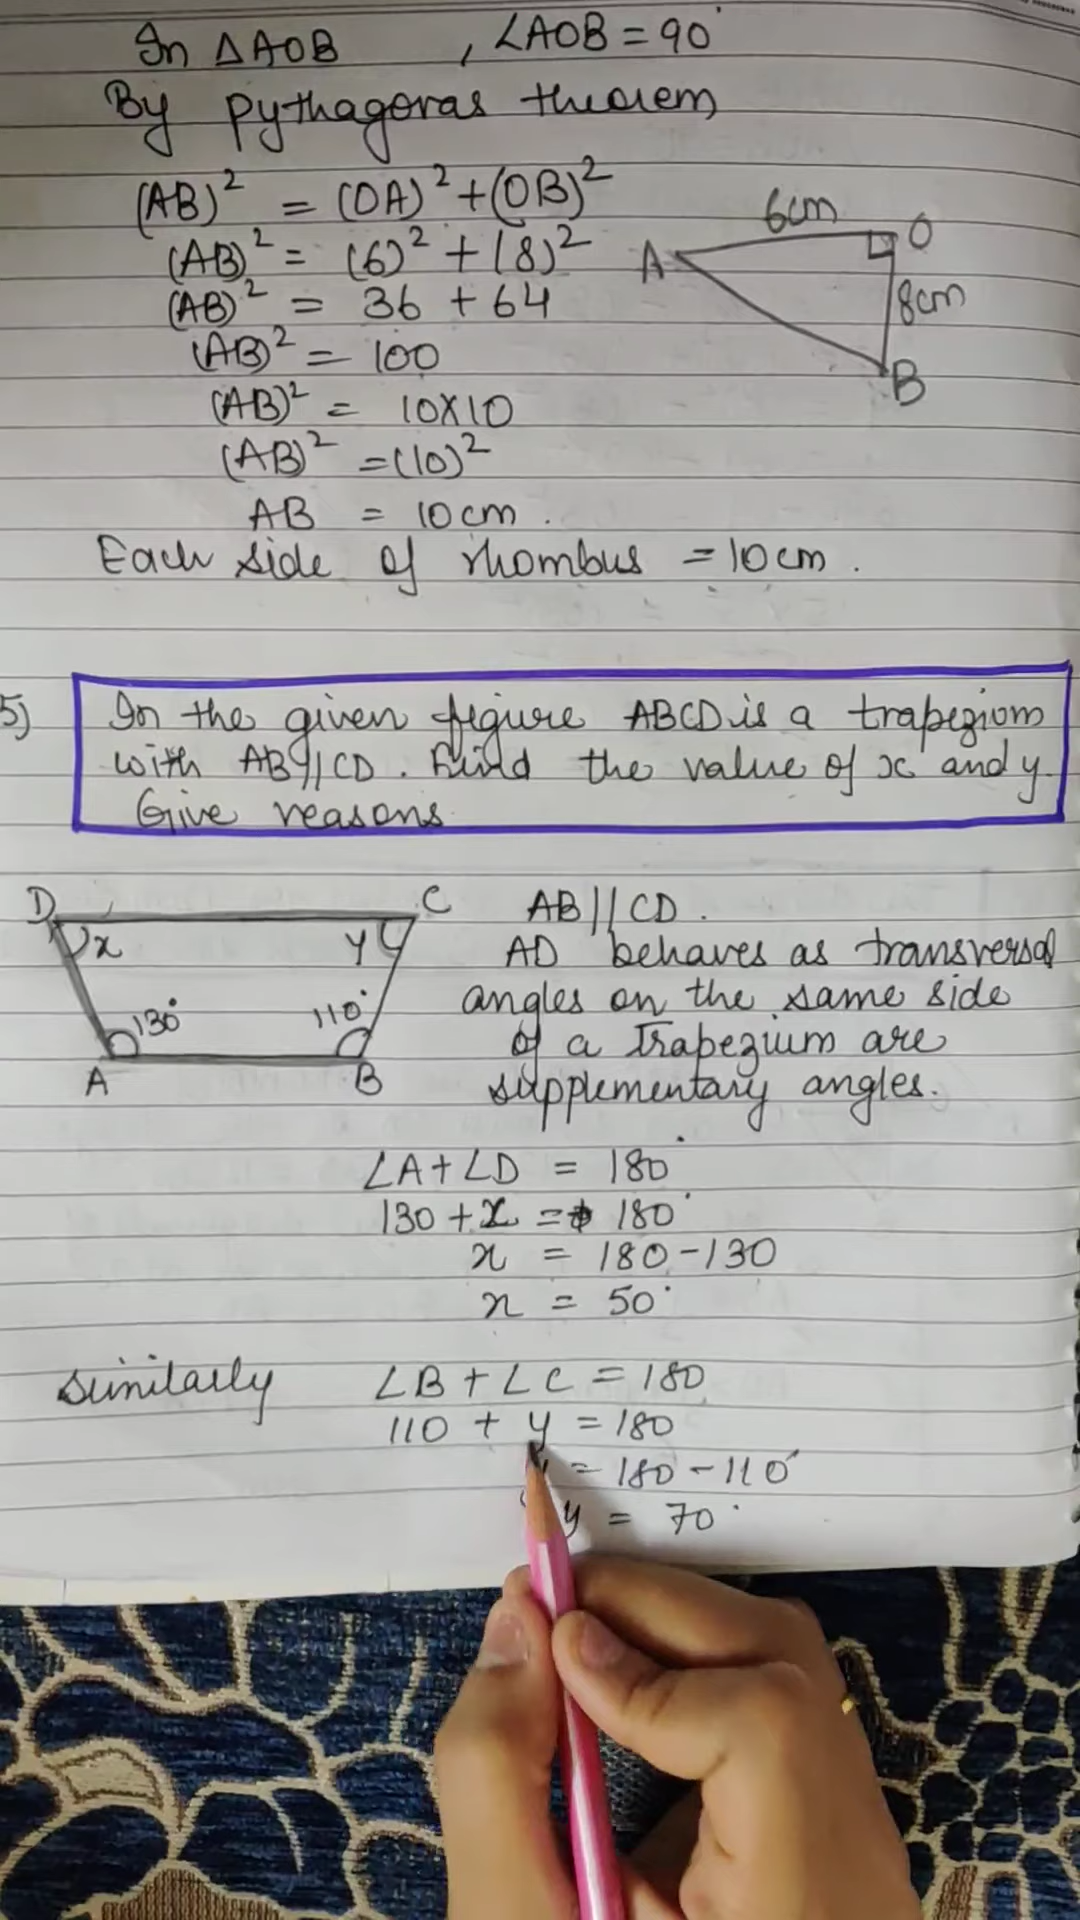 In ΔAOB , ∠AOB = 90°
By pythagoras theorem,
(AB)² = (OA)² + (OB)²
(AB)² = (6)² + (8)²
(AB)² = 36 + 64
(AB)² = 100
(AB)² = 10×10
(AB)² = (10)²
AB = 10cm.
6cm
A
O
8cm
B
Each side of rhombus = 10cm.
5) In the given figure ABCD is a trapezium
with AB||CD. Find the value of x and y.
Give reasons
D C
x y
130° 110°
A B
AB||CD.
AD behaves as transversal
angles on the same side
of a Trapezium are
supplementary angles.
∠A+∠D = 180°
130+x = 180°
x = 180-130
x = 50°
Similarly ∠B+∠C = 180
110 + y = 180
y = 180-110°
y = 70°